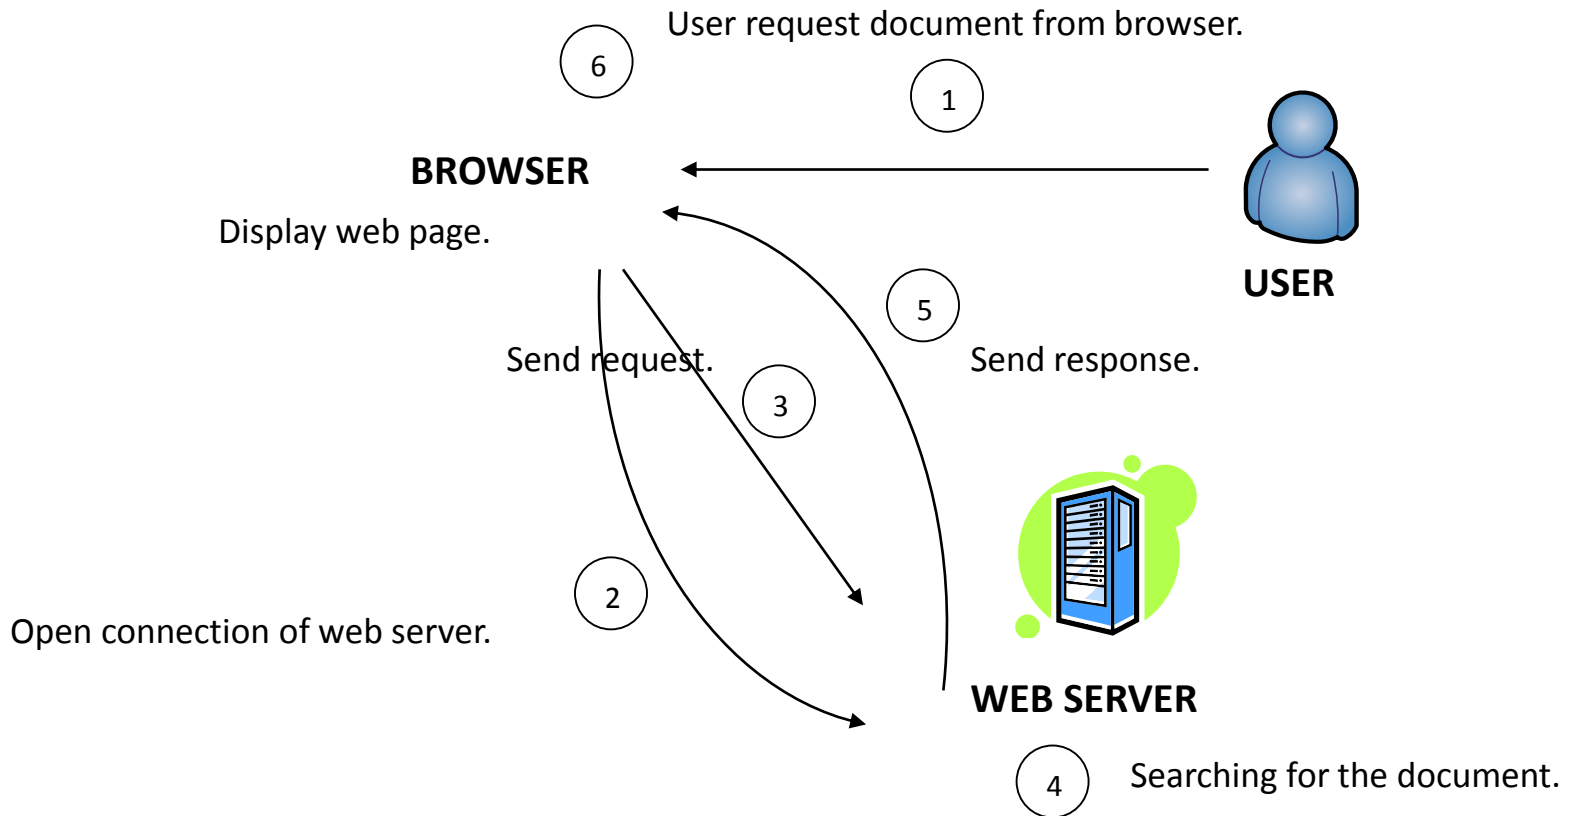 User request document from browser.
6
1
BROWSER
Display web page.
USER
5
Send request.
Send response.
3
2
Open connection of web server.
WEB SERVER
4
Searching for the document.